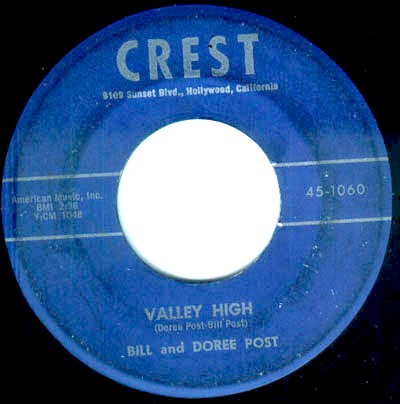 CREST
9109 Sunset Blvd., Hollywood, California
American Music, Inc.
BMI 2:36
Y-CM 1048
45-1060
VALLEY HIGH
(Doree Post-Bill Post)
BILL and DOREE POST